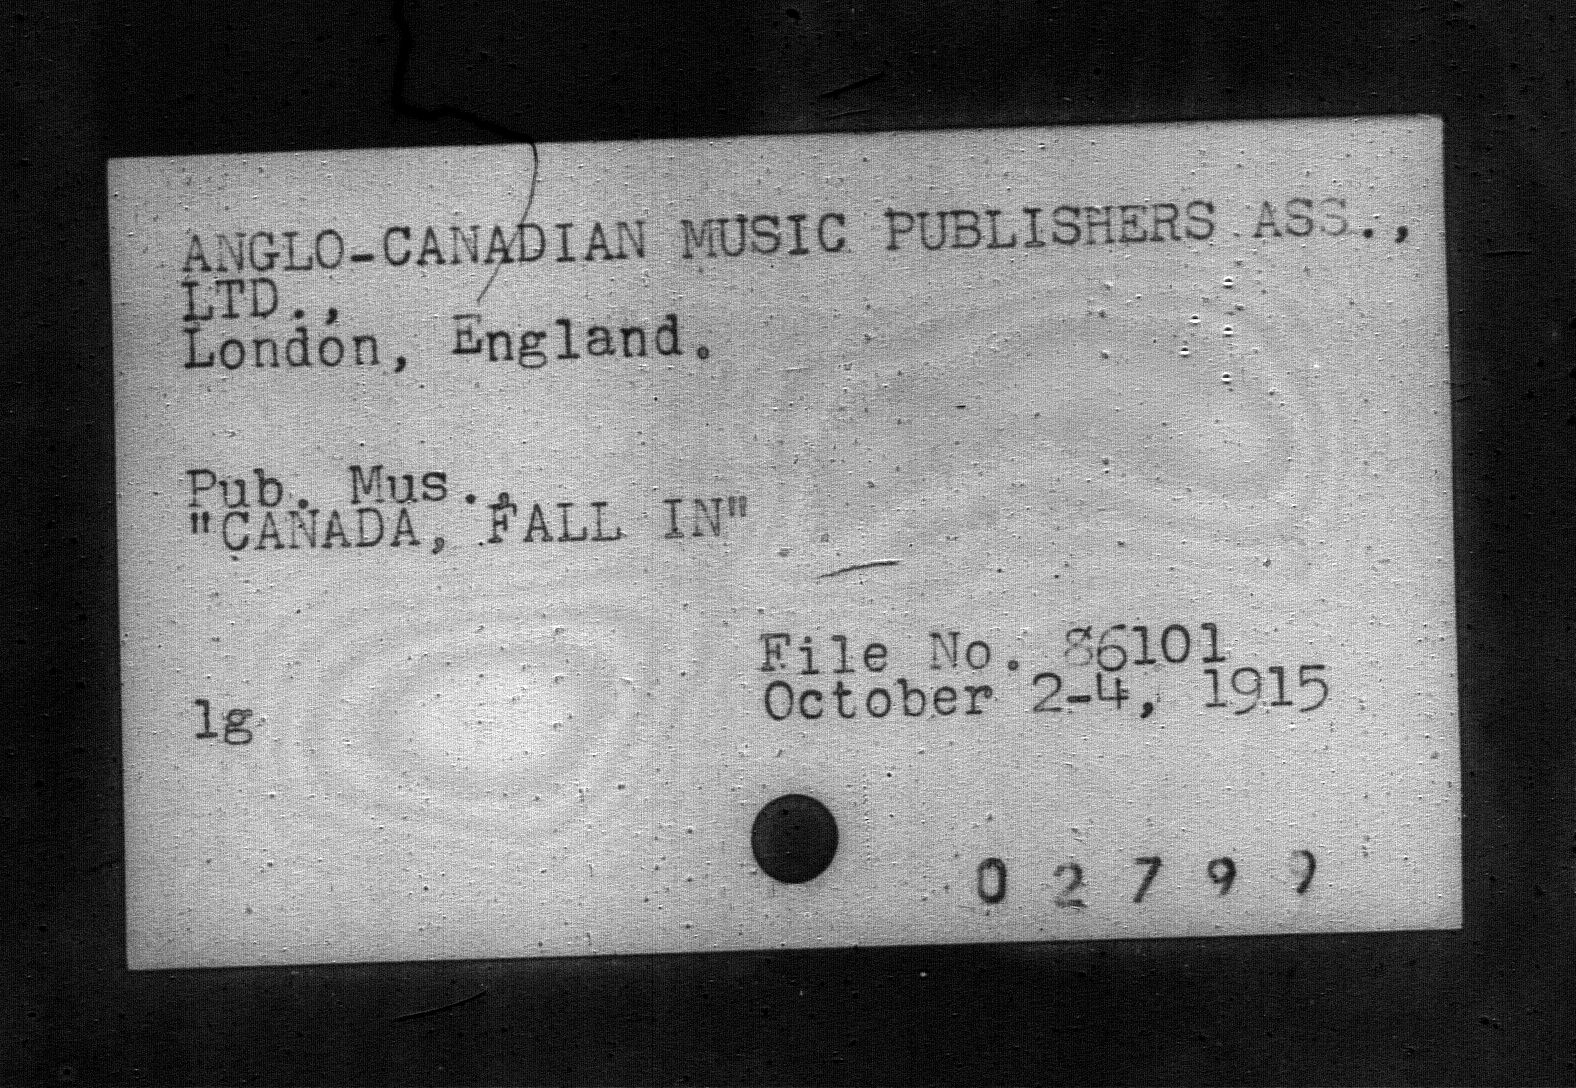 ANGLO-CANADIAN MUSIC PUBLISHERS ASS.,
LTD.,
London, England.
Pub. Mus.,
"CANADA, FALL IN"
File No. 86101
October 2-4, 1915
lg
0 2 7 9